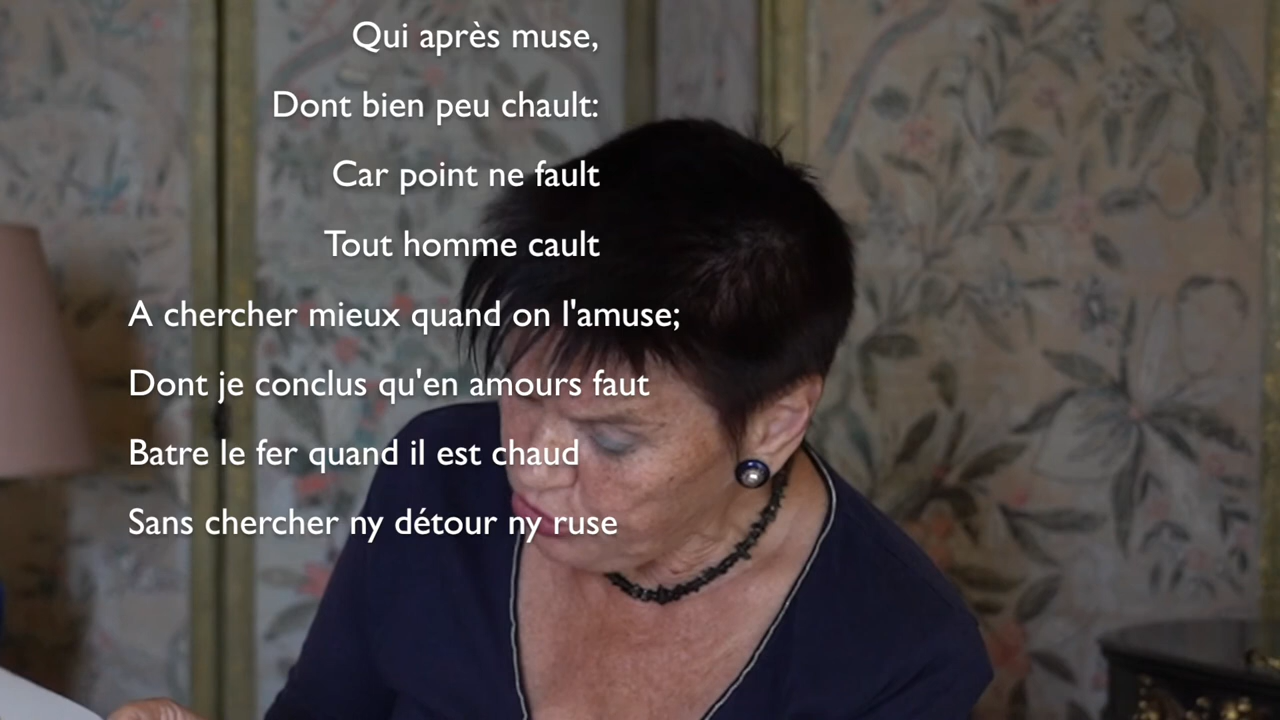 Qui après muse,
Dont bien peu chault:
Car point ne fault
Tout homme cault
A chercher mieux quand on l'amuse;
Dont je conclus qu'en amours faut
Batre le fer quand il est chaud
Sans chercher ny détour ny ruse